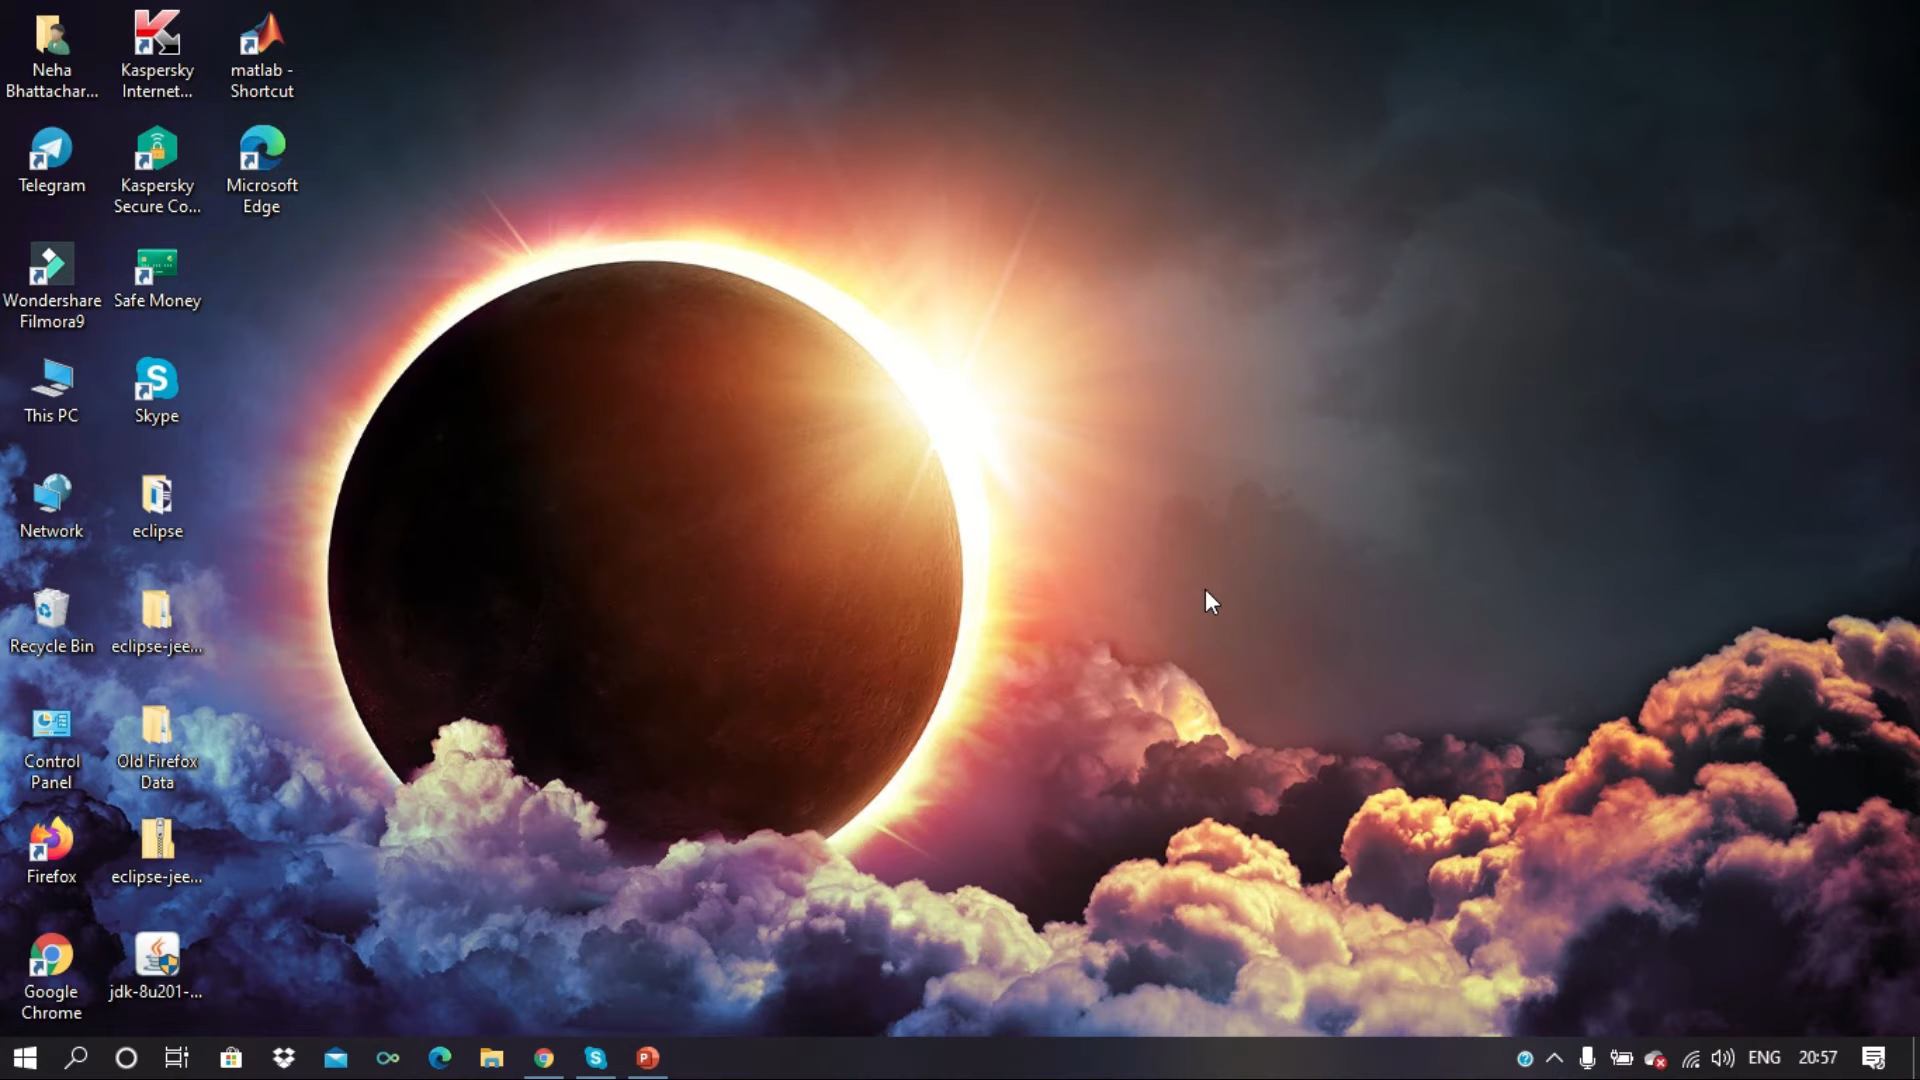 Neha
Bhattachar...
Kaspersky
Internet...
matlab -
Shortcut
Telegram
Kaspersky
Secure Co...
Microsoft
Edge
Wondershare
Filmora9
Safe Money
This PC
Skype
Network
eclipse
Recycle Bin
eclipse-jee...
Control
Panel
Old Firefox
Data
Firefox
eclipse-jee...
Google
Chrome
jdk-8u201-...
ENG
20:57